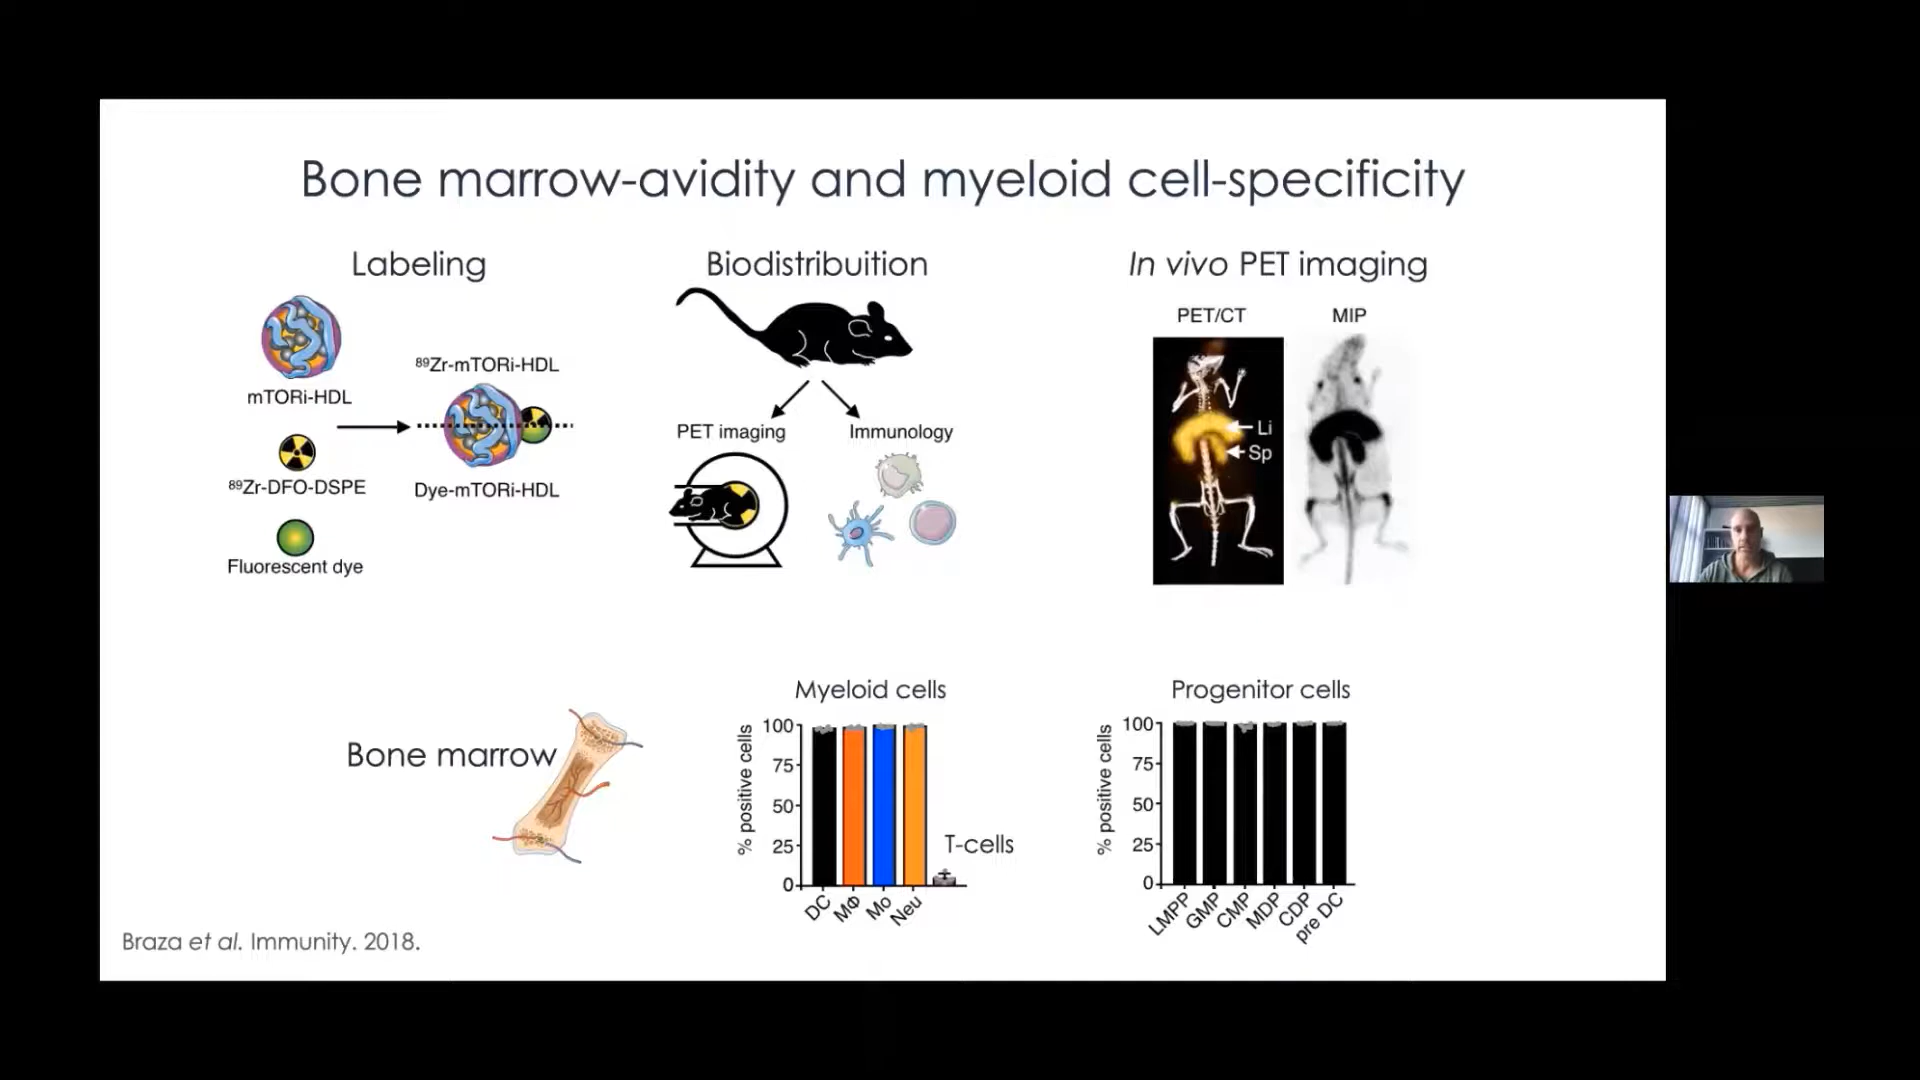 Bone marrow-avidity and myeloid cell-specificity
Labeling
mTORi-HDL
⁸⁹Zr-DFO-DSPE
Fluorescent dye
⁸⁹Zr-mTORi-HDL
Dye-mTORi-HDL
Biodistribuition
PET imaging
Immunology
In vivo PET imaging
PET/CT
MIP
Li
Sp
Bone marrow
Myeloid cells
% positive cells
100
75
50
25
0
T-cells
DC
MΦ
Mo
Neu
Progenitor cells
% positive cells
100
75
50
25
0
LMPP
GMP
CMP
MDP
CDP
pre DC
Braza et al. Immunity. 2018.